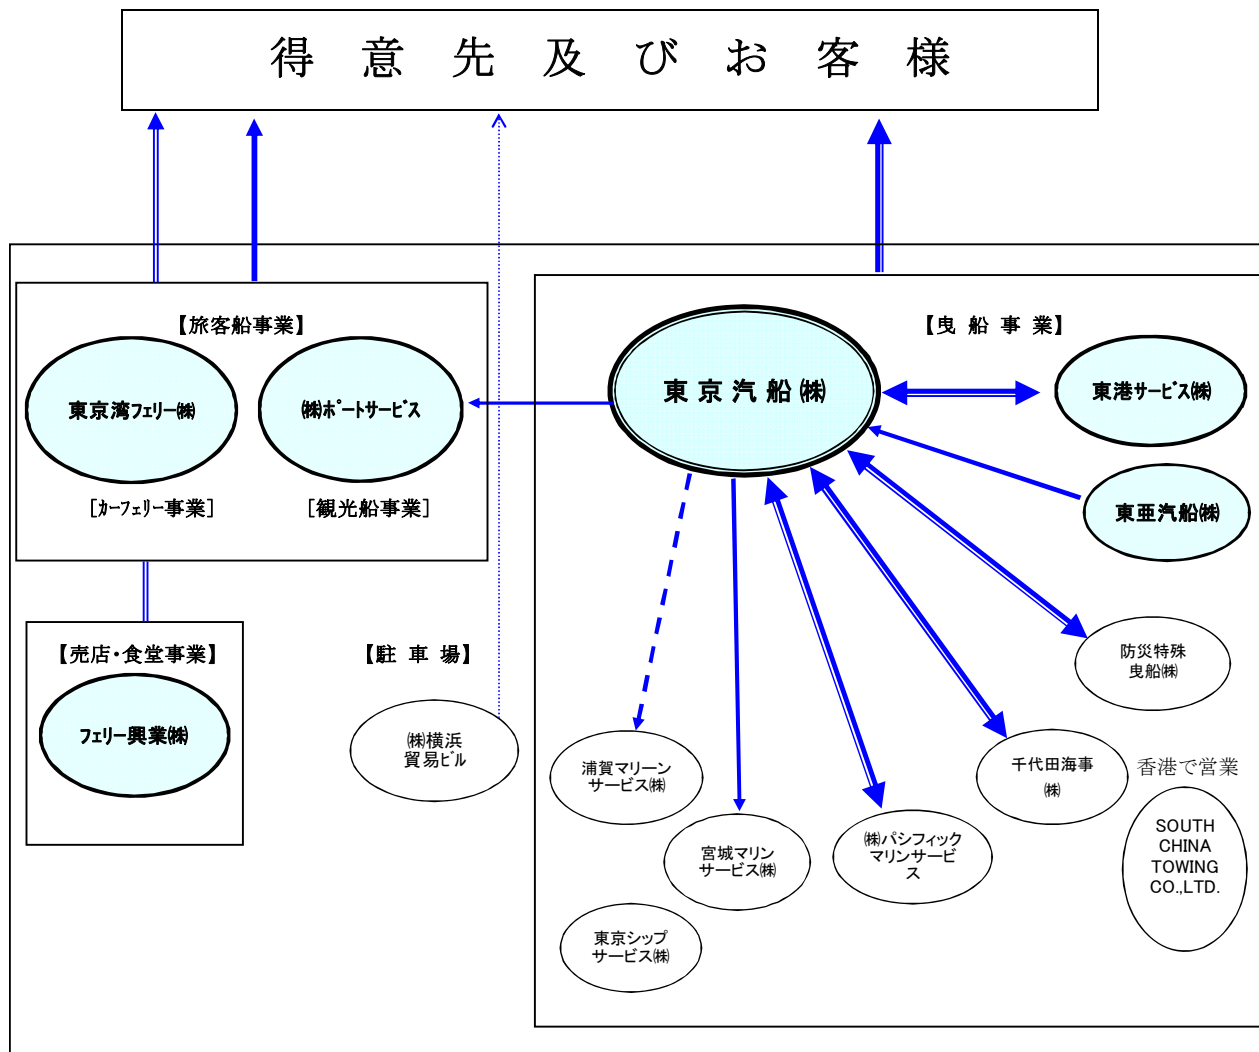 得意先及びお客様
【旅客船事業】
東京湾フェリー㈱
㈱ポートサービス
[カーフェリー事業]
[観光船事業]
【曳船事業】
東京汽船㈱
東港サービス㈱
東亜汽船㈱
防災特殊
曳船㈱
【売店・食堂事業】
フェリー興業㈱
【駐車場】
㈱横浜
貿易ビル
浦賀マリーン
サービス㈱
宮城マリン
サービス㈱
東京シップ
サービス㈱
㈱パシフィック
マリンサービ
ス
千代田海事
㈱
香港で営業
SOUTH
CHINA
TOWING
CO.,LTD.